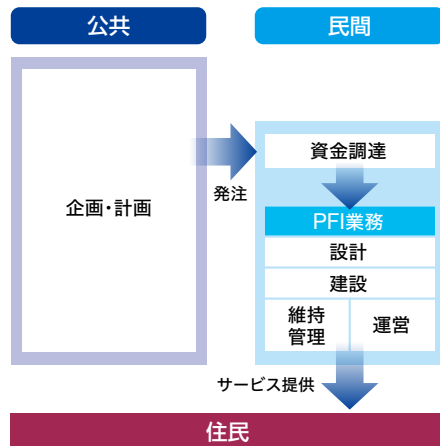 公共
民間
企画・計画
発注
資金調達
PFI業務
設計
建設
維持
管理
運営
サービス提供
住民